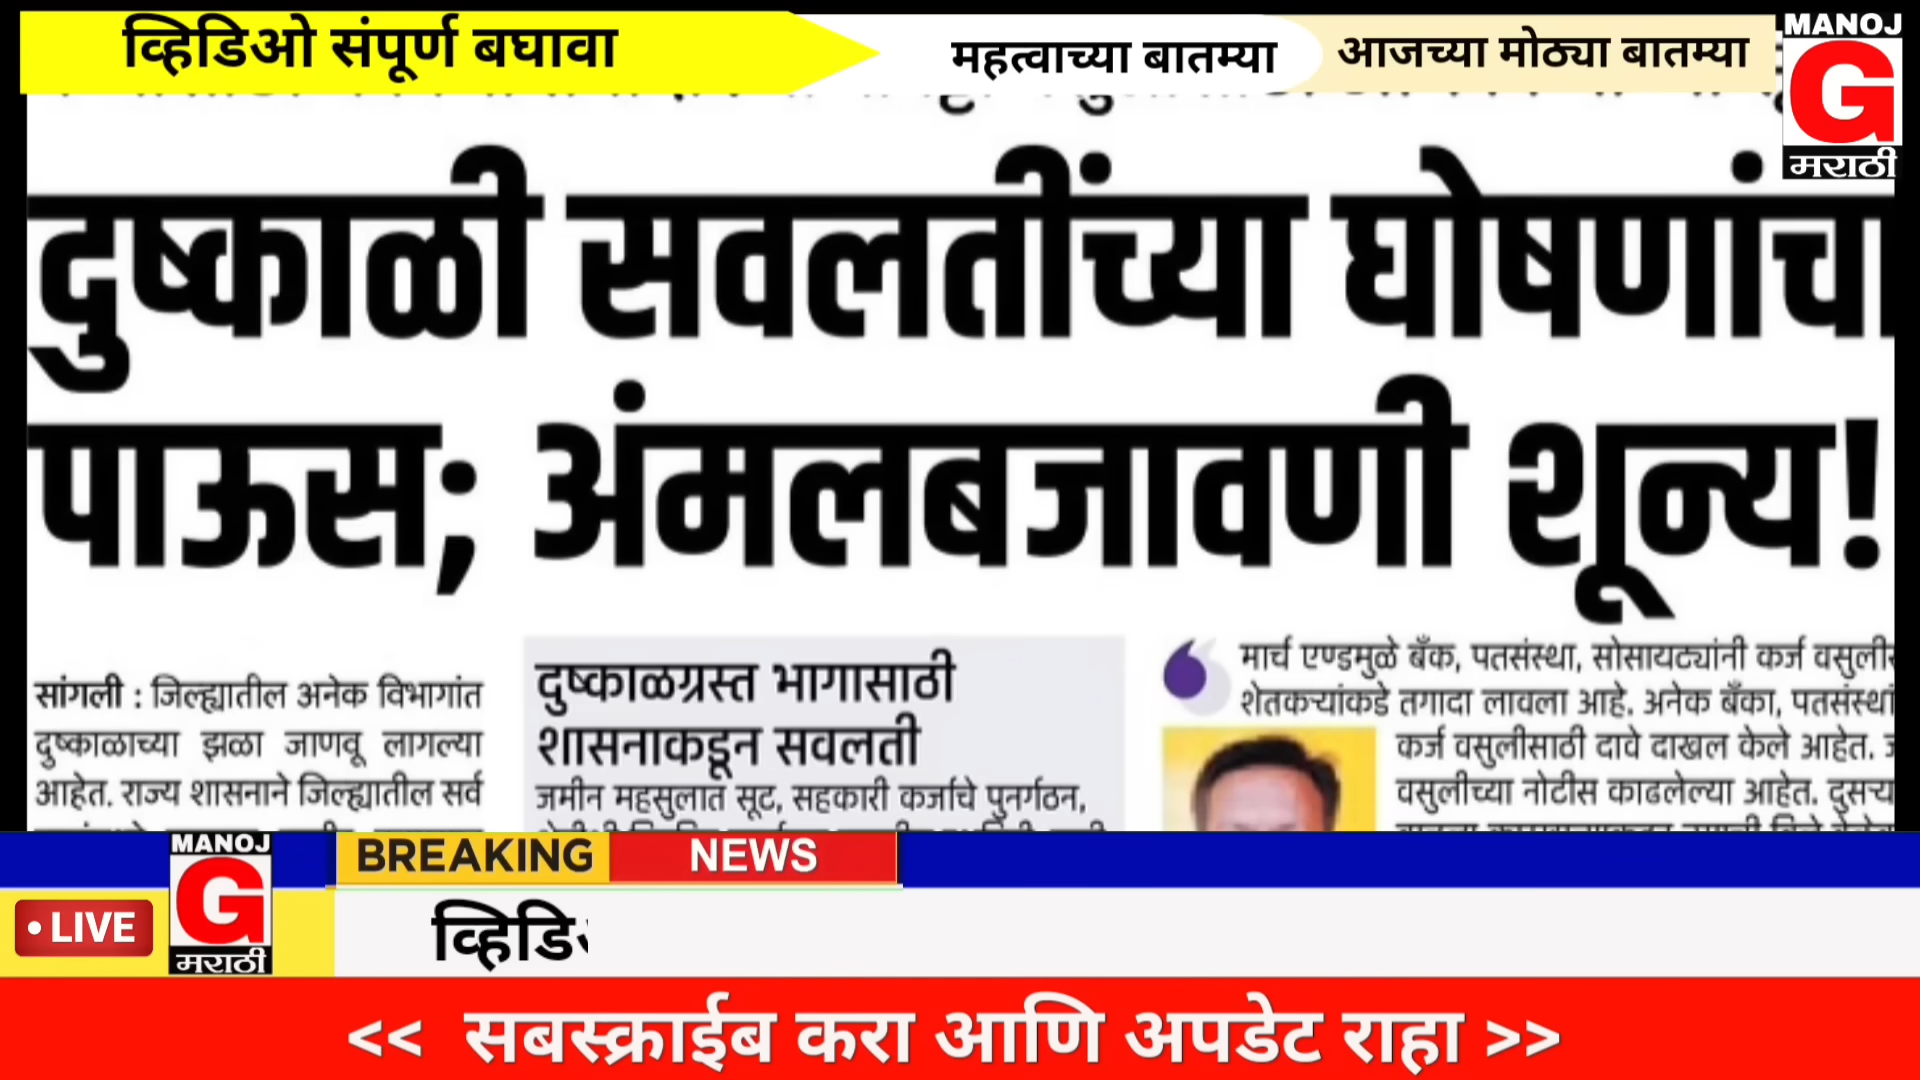 व्हिडिओ संपूर्ण बघावा
महत्वाच्या बातम्या
आजच्या मोठ्या बातम्या
MANOJ
G
मराठी
दुष्काळी सवलतींच्या घोषणांचा
पाऊस; अंमलबजावणी शून्य!
सांगली : जिल्ह्यातील अनेक विभागांत
दुष्काळाच्या झळा जाणवू लागल्या
आहेत. राज्य शासनाने जिल्ह्यातील सर्व
दुष्काळग्रस्त भागासाठी
शासनाकडून सवलती
जमीन महसुलात सूट, सहकारी कर्जाचे पुनर्गठन,
मार्च एण्डमुळे बँक, पतसंस्था, सोसायट्यांनी कर्ज
शेतकऱ्यांकडे तगादा लावला आहे. अनेक बँका,
कर्ज वसुलीसाठी दावे दाखल केले आहेत.
वसुलीच्या नोटीस काढलेल्या आहेत.
MANOJ
G
मराठी
BREAKING NEWS
• LIVE
<< सबस्क्राईब करा आणि अपडेट राहा >>